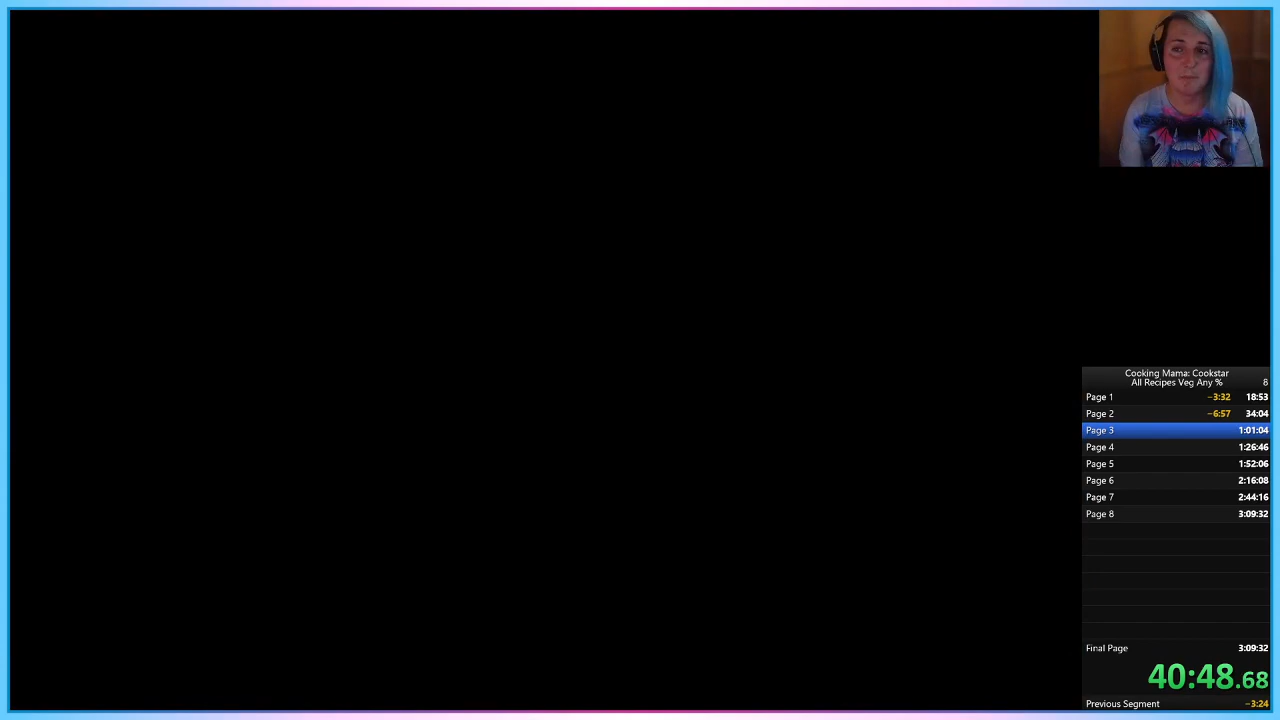 Cooking Mama: Cookstar
All Recipes Veg Any % 8
Page 1 −3:32 18:53
Page 2 −6:57 34:04
Page 3 1:01:04
Page 4 1:26:46
Page 5 1:52:06
Page 6 2:16:08
Page 7 2:44:16
Page 8 3:09:32
Final Page 3:09:32
40:48.68
Previous Segment −3:24